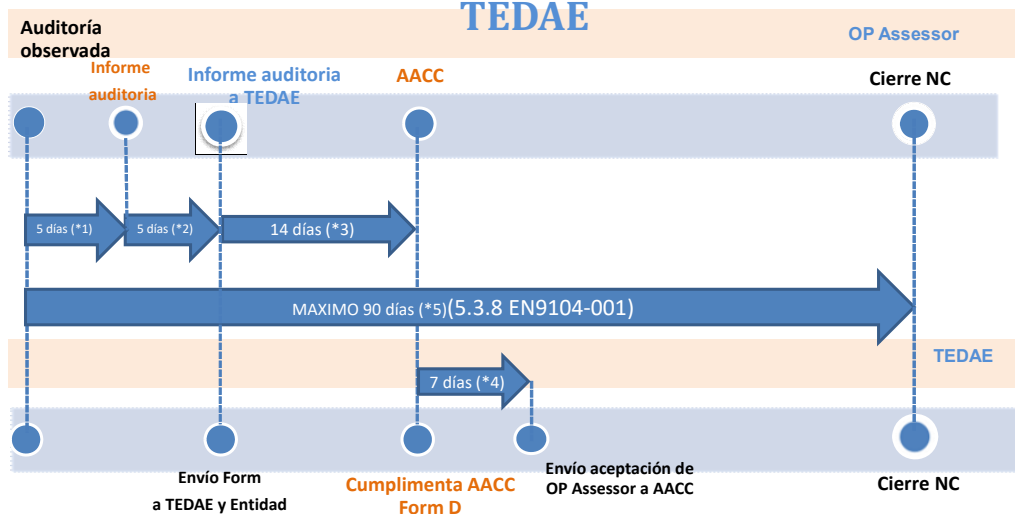 TEDAE
Auditoría
observada
OP Assessor
Informe
auditoria
Informe auditoria
a TEDAE
AACC
Cierre NC
5 días (*1)
5 días (*2)
14 días (*3)
MAXIMO 90 días (*5)(5.3.8 EN9104-001)
TEDAE
7 días (*4)
Envío Form
a TEDAE y Entidad
Cumplimenta AACC
Form D
Envío aceptación de
OP Assessor a AACC
Cierre NC